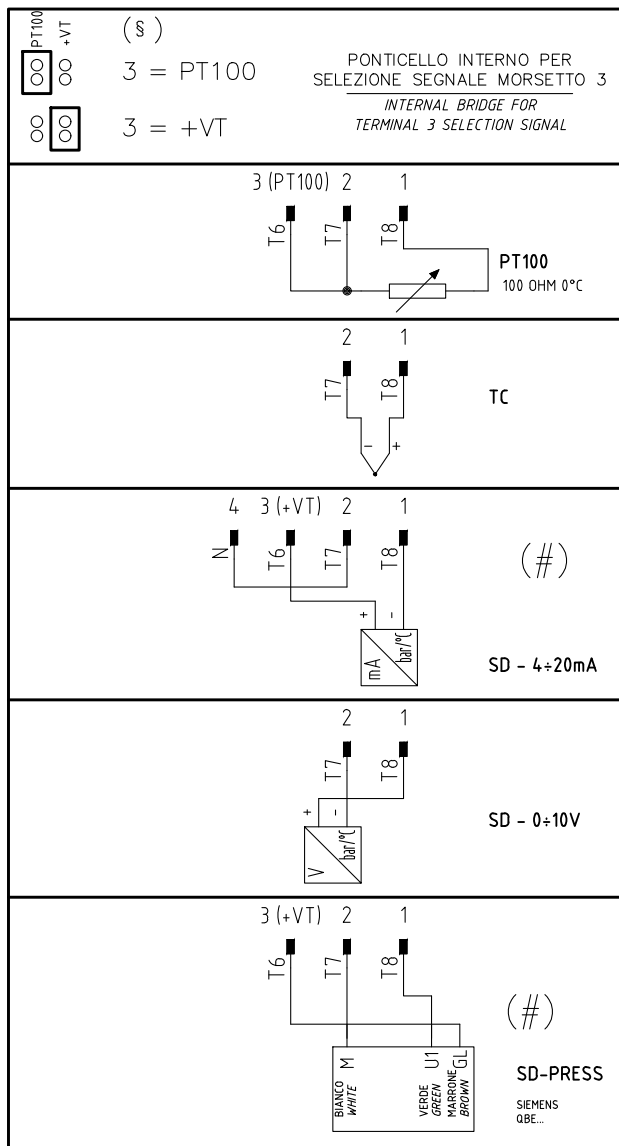 PT100 +VT (§)
3 = PT100
3 = +VT
PONTICELLO INTERNO PER
SELEZIONE SEGNALE MORSETTO 3
INTERNAL BRIDGE FOR
TERMINAL 3 SELECTION SIGNAL
3 (PT100) 2 1
T6 T7 T8
PT100
100 OHM 0°C
2 1
T7 T8
TC
- +
4 3 (+VT) 2 1
N T6 T7 T8
(#)
+ -
mA bar/°C
SD - 4÷20mA
2 1
T7 T8
+ -
V bar/°C
SD - 0÷10V
3 (+VT) 2 1
T6 T7 T8
(#)
M U1 GL
BIANCO
WHITE
VERDE
GREEN
MARRONE
BROWN
SD-PRESS
SIEMENS
QBE...